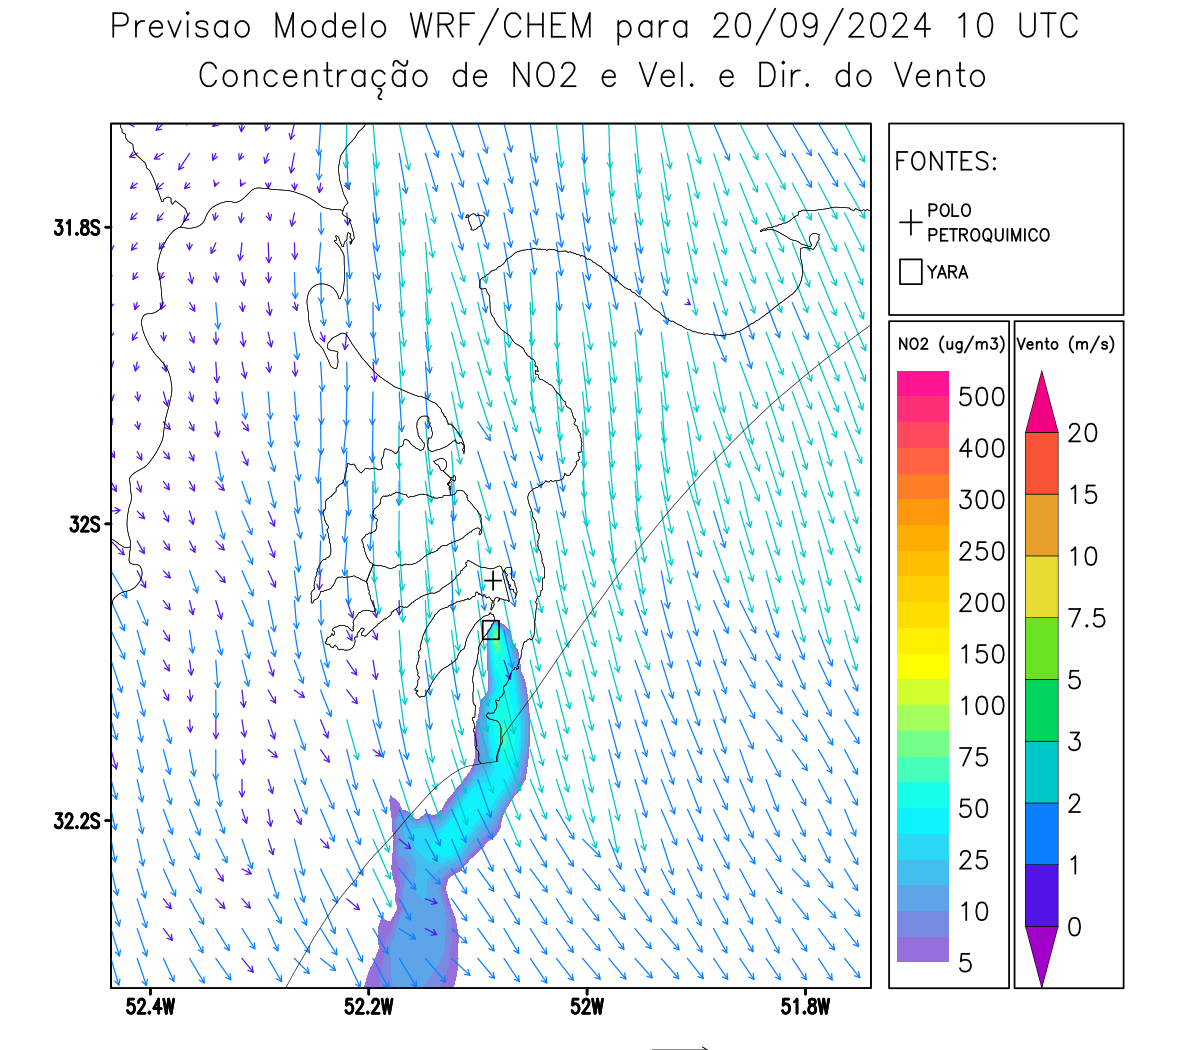 Previsao Modelo WRF/CHEM para 20/09/2024 10 UTC
Concentração de NO2 e Vel. e Dir. do Vento
FONTES:
POLO
PETROQUIMICO
YARA
31.8S
32S
32.2S
52.4W
52.2W
52W
51.8W
NO2 (ug/m3)
500
400
300
250
200
150
100
75
50
25
10
5
Vento (m/s)
20
15
10
7.5
5
3
2
1
0